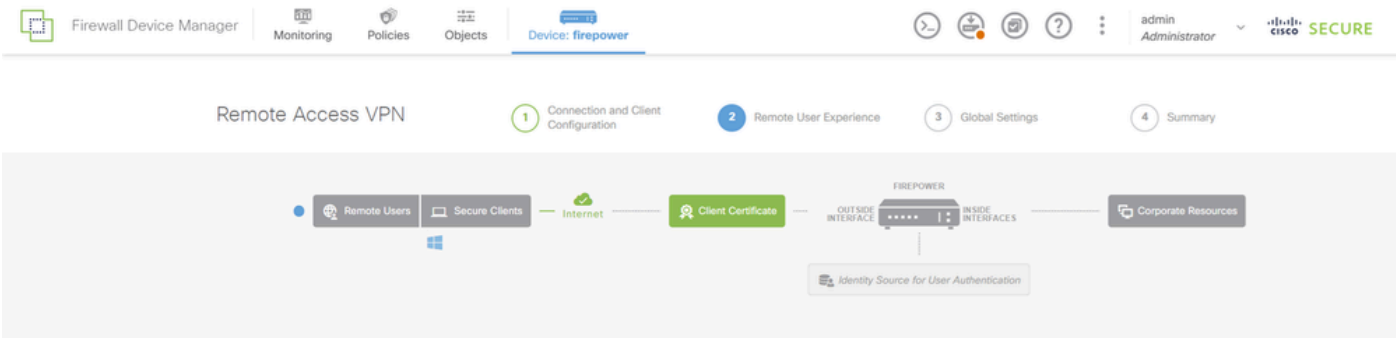 Firewall Device Manager
Monitoring
Policies
Objects
Device: firepower
>_
?
admin
Administrator
cisco SECURE
Remote Access VPN
1
Connection and Client
Configuration
2
Remote User Experience
3
Global Settings
4
Summary
Remote Users
Secure Clients
Internet
Client Certificate
FIREPOWER
OUTSIDE
INTERFACE
INSIDE
INTERFACES
Corporate Resources
Identity Source for User Authentication